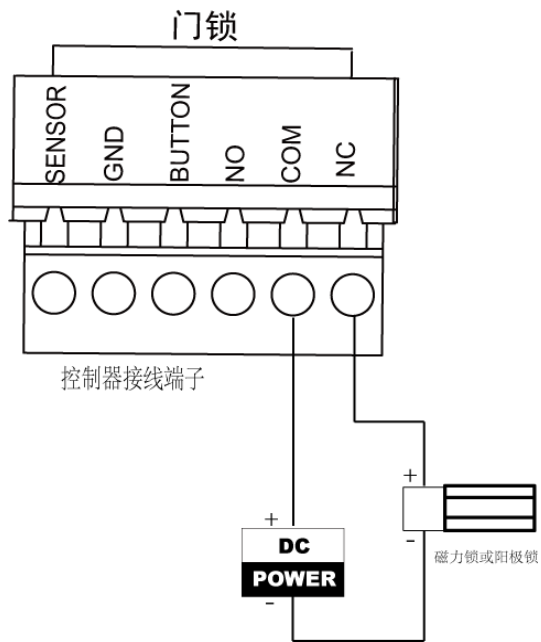 门锁
SENSOR
GND
BUTTON
NO
COM
NC
控制器接线端子
+
-
磁力锁或阳极锁
+
DC
POWER
-